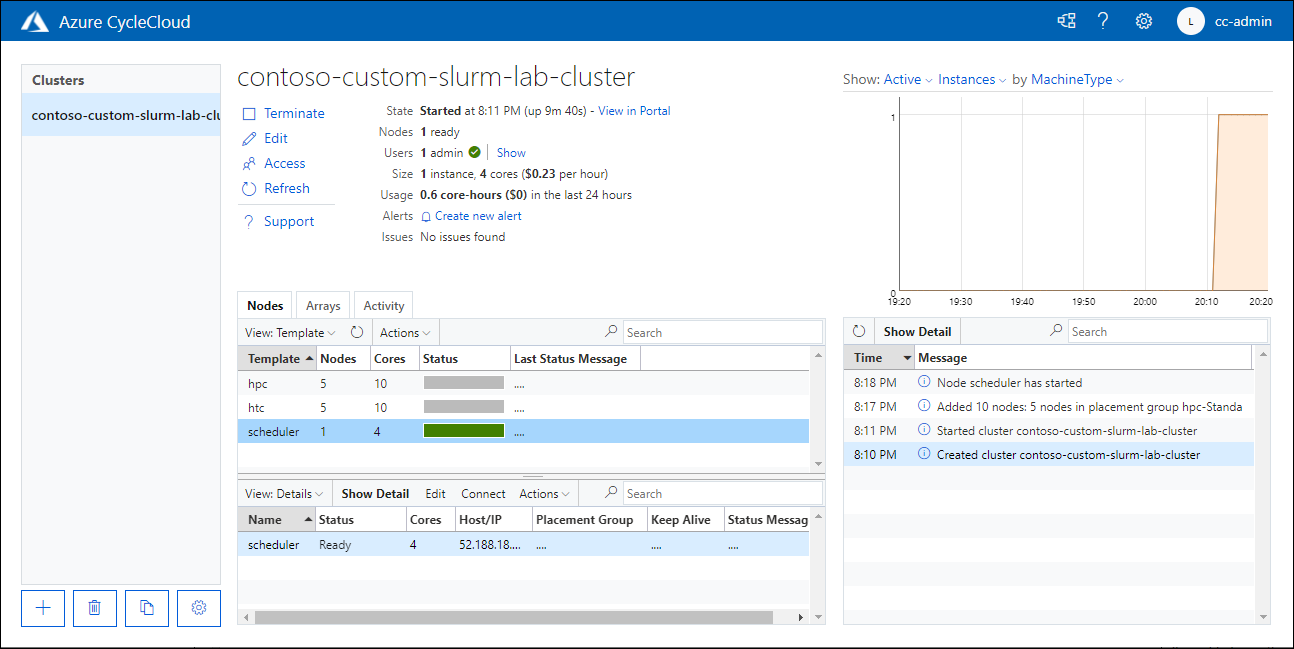 Azure CycleCloud
? L cc-admin
Clusters
contoso-custom-slurm-lab-clu
contoso-custom-slurm-lab-cluster
Terminate
Edit
Access
Refresh
? Support
State Started at 8:11 PM (up 9m 40s) - View in Portal
Nodes 1 ready
Users 1 admin Show
Size 1 instance, 4 cores ($0.23 per hour)
Usage 0.6 core-hours ($0) in the last 24 hours
Alerts Create new alert
Issues No issues found
Show: Active Instances by MachineType
1
0
19:20 19:30 19:40 19:50 20:00 20:10 20:20
Nodes Arrays Activity
View: Template Actions Search
Template Nodes Cores Status Last Status Message
hpc 5 10 ....
htc 5 10 ....
scheduler 1 4 ....
View: Details Show Detail Edit Connect Actions Search
Name Status Cores Host/IP Placement Group Keep Alive Status Messag
scheduler Ready 4 52.188.18.... .... .... ....
Show Detail Search
Time Message
8:18 PM Node scheduler has started
8:17 PM Added 10 nodes: 5 nodes in placement group hpc-Standa
8:11 PM Started cluster contoso-custom-slurm-lab-cluster
8:10 PM Created cluster contoso-custom-slurm-lab-cluster